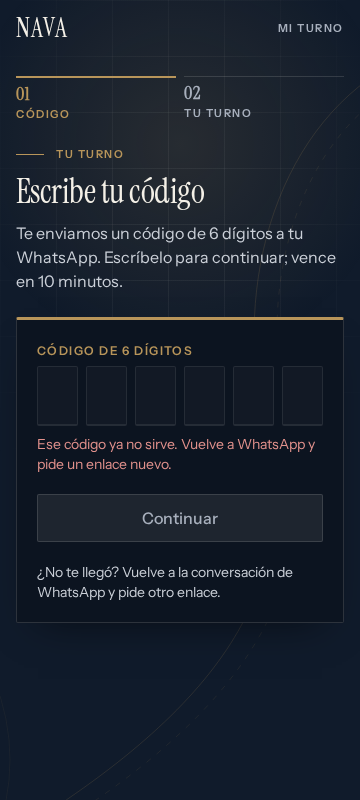 NAVA
MI TURNO
01
CÓDIGO
02
TU TURNO
TU TURNO
Escribe tu código
Te enviamos un código de 6 dígitos a tu
WhatsApp. Escríbelo para continuar; vence
en 10 minutos.
CÓDIGO DE 6 DÍGITOS
Ese código ya no sirve. Vuelve a WhatsApp y
pide un enlace nuevo.
Continuar
¿No te llegó? Vuelve a la conversación de
WhatsApp y pide otro enlace.